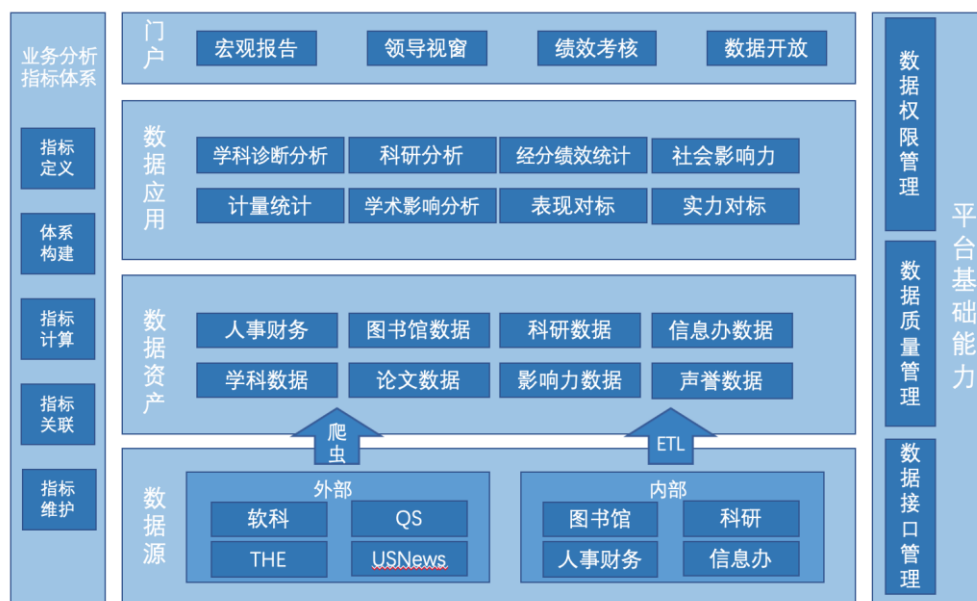 业务分析
指标体系
指标
定义
体系
构建
指标
计算
指标
关联
指标
维护
门户
宏观报告
领导视窗
绩效考核
数据开放
数据应用
学科诊断分析
科研分析
经分绩效统计
社会影响力
计量统计
学术影响分析
表现对标
实力对标
数据资产
人事财务
图书馆数据
科研数据
信息办数据
学科数据
论文数据
影响力数据
声誉数据
爬虫
ETL
数据源
外部
软科
QS
THE
USNews
内部
图书馆
科研
人事财务
信息办
数据权限管理
数据质量管理
数据接口管理
平台基础能力